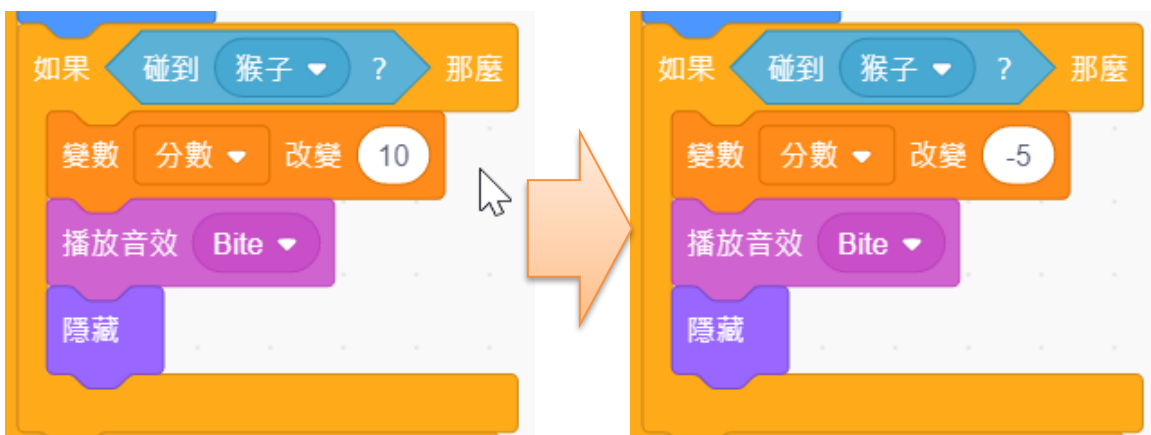 如果 碰到 猴子 ? 那麼
變數 分數 改變 10
播放音效 Bite
隱藏
如果 碰到 猴子 ? 那麼
變數 分數 改變 -5
播放音效 Bite
隱藏